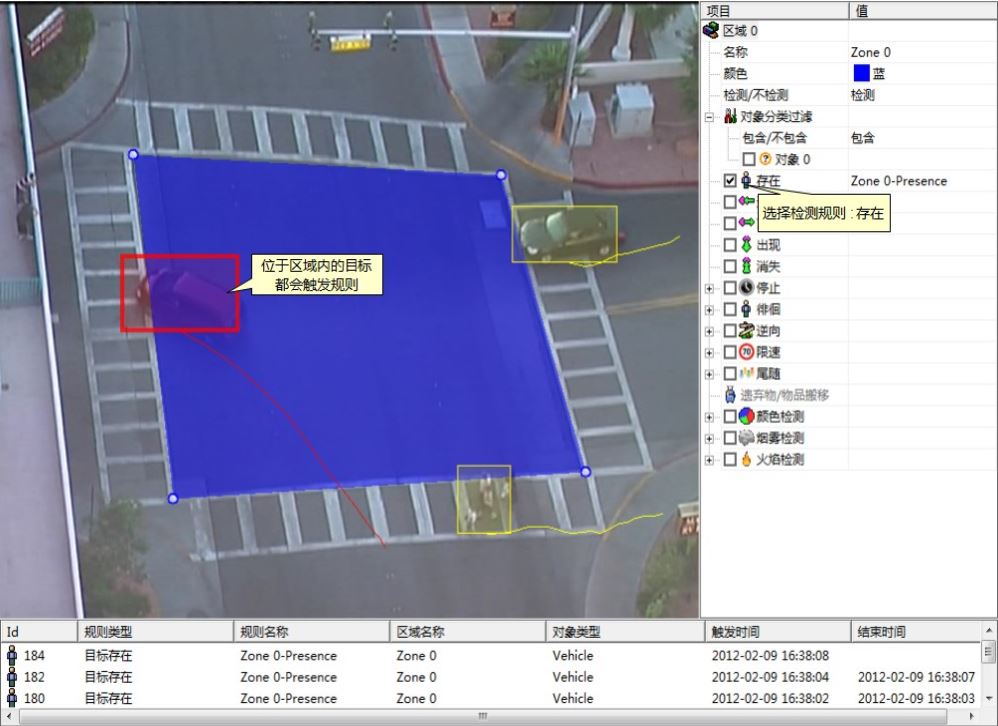 项目 值
区域 0
名称 Zone 0
颜色 蓝
检测/不检测 检测
对象分类过滤
包含/不包含 包含
对象 0
存在 Zone 0-Presence
选择检测规则 : 存在
出现
消失
停止
徘徊
逆向
70 限速
尾随
遗弃物/物品搬移
颜色检测
烟雾检测
火焰检测
位于区域内的目标
都会触发规则
Id 规则类型 规则名称 区域名称 对象类型 触发时间 结束时间
184 目标存在 Zone 0-Presence Zone 0 Vehicle 2012-02-09 16:38:08
182 目标存在 Zone 0-Presence Zone 0 Vehicle 2012-02-09 16:38:04 2012-02-09 16:38:07
180 目标存在 Zone 0-Presence Zone 0 Vehicle 2012-02-09 16:38:02 2012-02-09 16:38:03